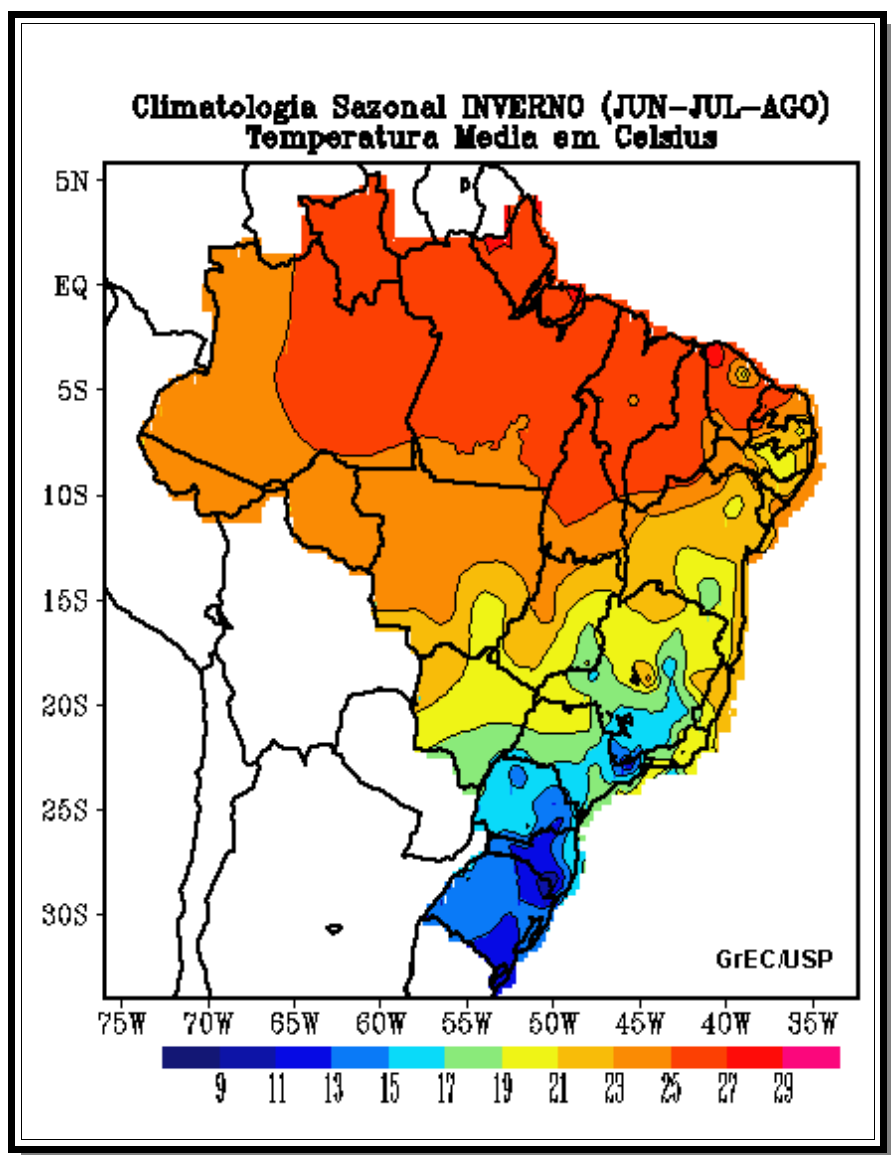 Climatologia Sazonal INVERNO (JUN-JUL-AGO)
Temperatura Media em Celsius
5N
EQ
5S
10S
15S
20S
25S
30S
GrEC/USP
75W 70W 65W 60W 55W 50W 45W 40W 35W
9 11 13 15 17 19 21 23 25 27 29